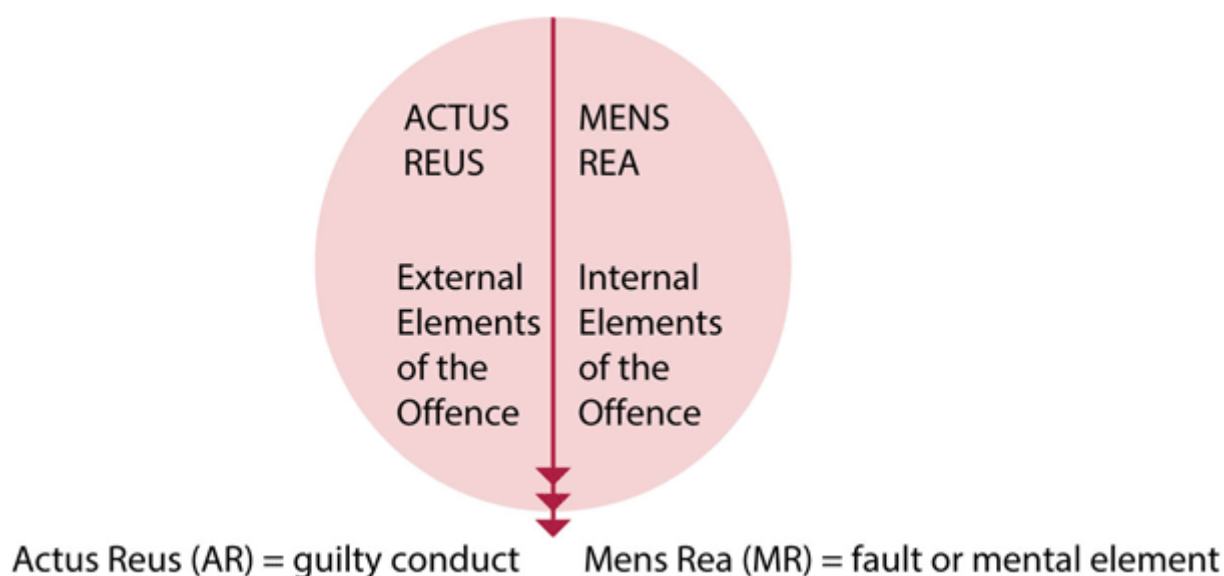 ACTUS
REUS
MENS
REA
External
Elements
of the
Offence
Internal
Elements
of the
Offence
Actus Reus (AR) = guilty conduct
Mens Rea (MR) = fault or mental element